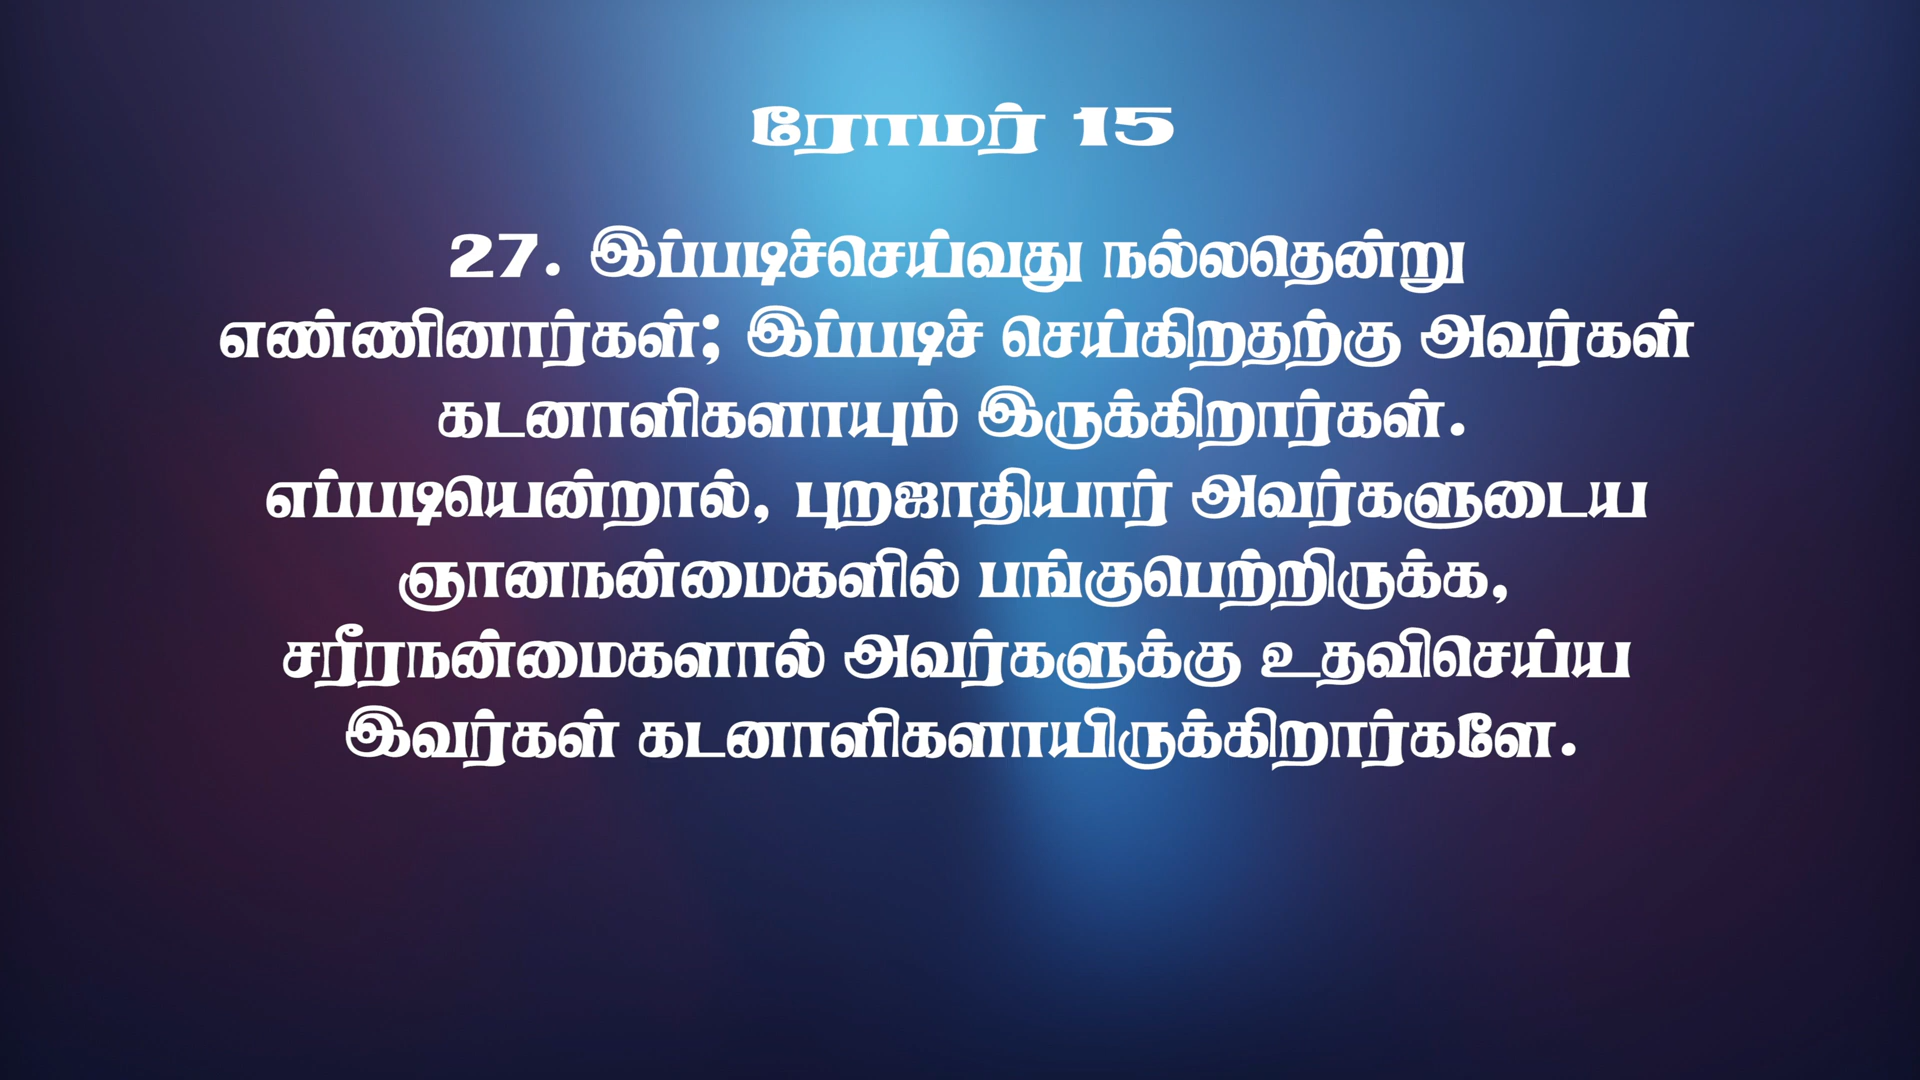 ரோமர் 15
27. இப்படிச்செய்வது நல்லதென்று
எண்ணினார்கள்; இப்படிச் செய்கிறதற்கு அவர்கள்
கடனாளிகளாயும் இருக்கிறார்கள்.
எப்படியென்றால், புறஜாதியார் அவர்களுடைய
ஞானநன்மைகளில் பங்குபெற்றிருக்க,
சரீரநன்மைகளால் அவர்களுக்கு உதவிசெய்ய
இவர்கள் கடனாளிகளாயிருக்கிறார்களே.